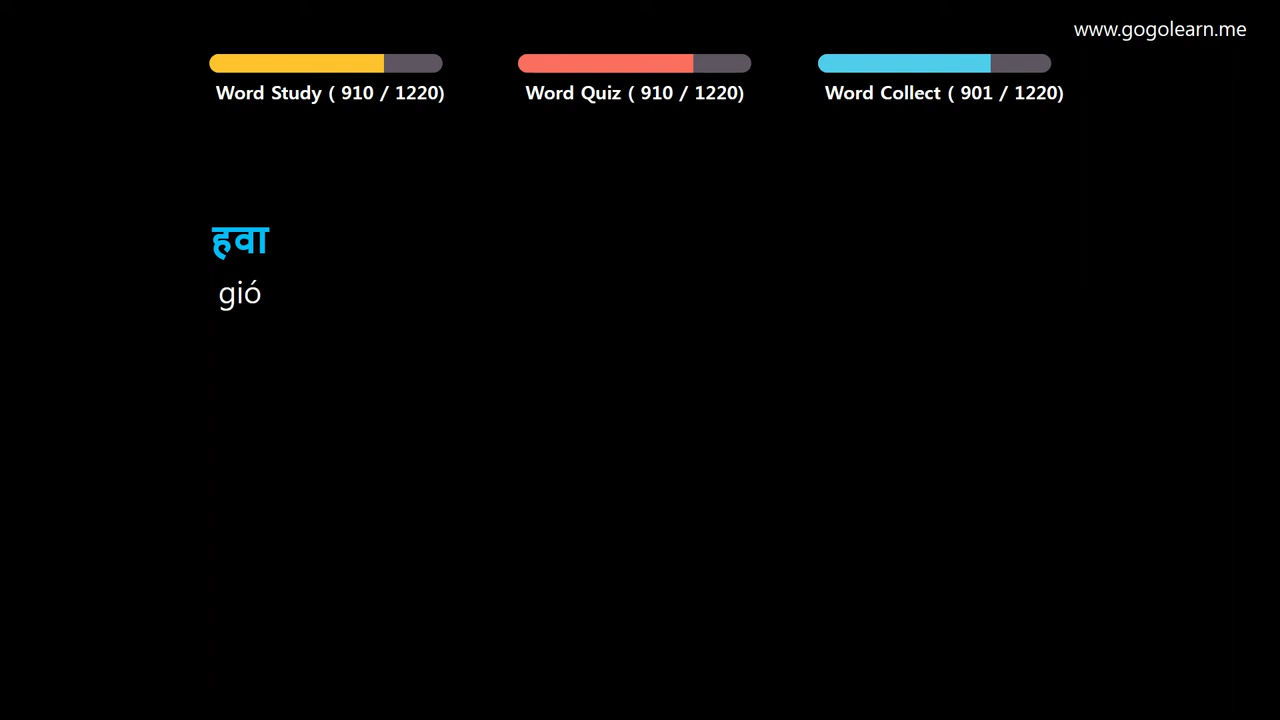 www.gogolearn.me
Word Study ( 910 / 1220)
Word Quiz ( 910 / 1220)
Word Collect ( 901 / 1220)
हवा
gió